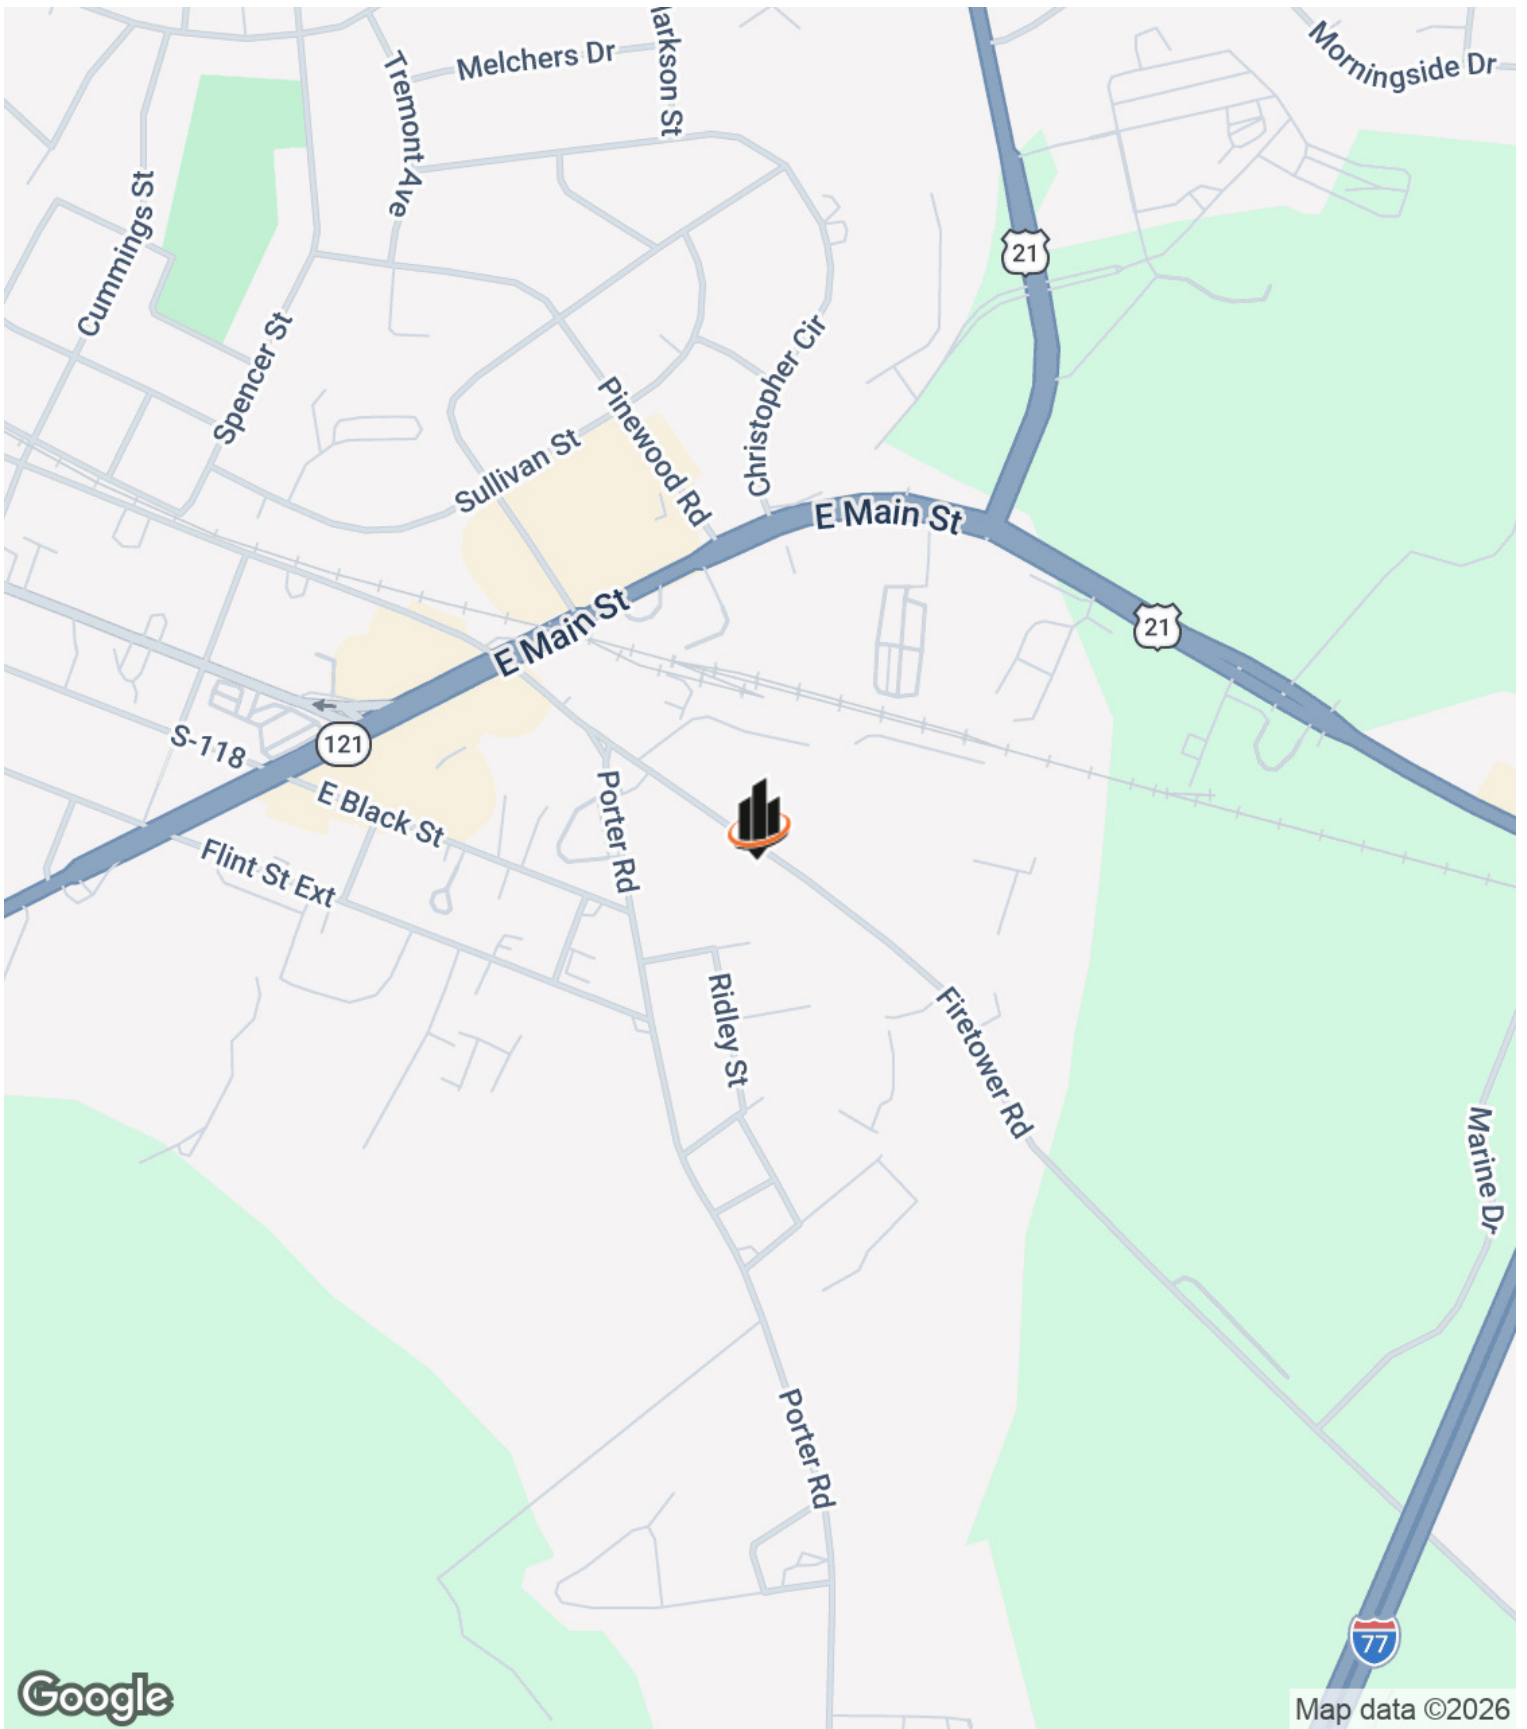 Melchers Dr
arkson St
Morningside Dr
Tremont Ave
Cummings St
21
Spencer St
Christopher Cir
Pinewood Rd
Sullivan St
E Main St
E Main St
21
S-118
121
E Black St
Porter Rd
Flint St Ext
Ridley St
Firetower Rd
Marine Dr
Porter Rd
77
Google
Map data ©2026